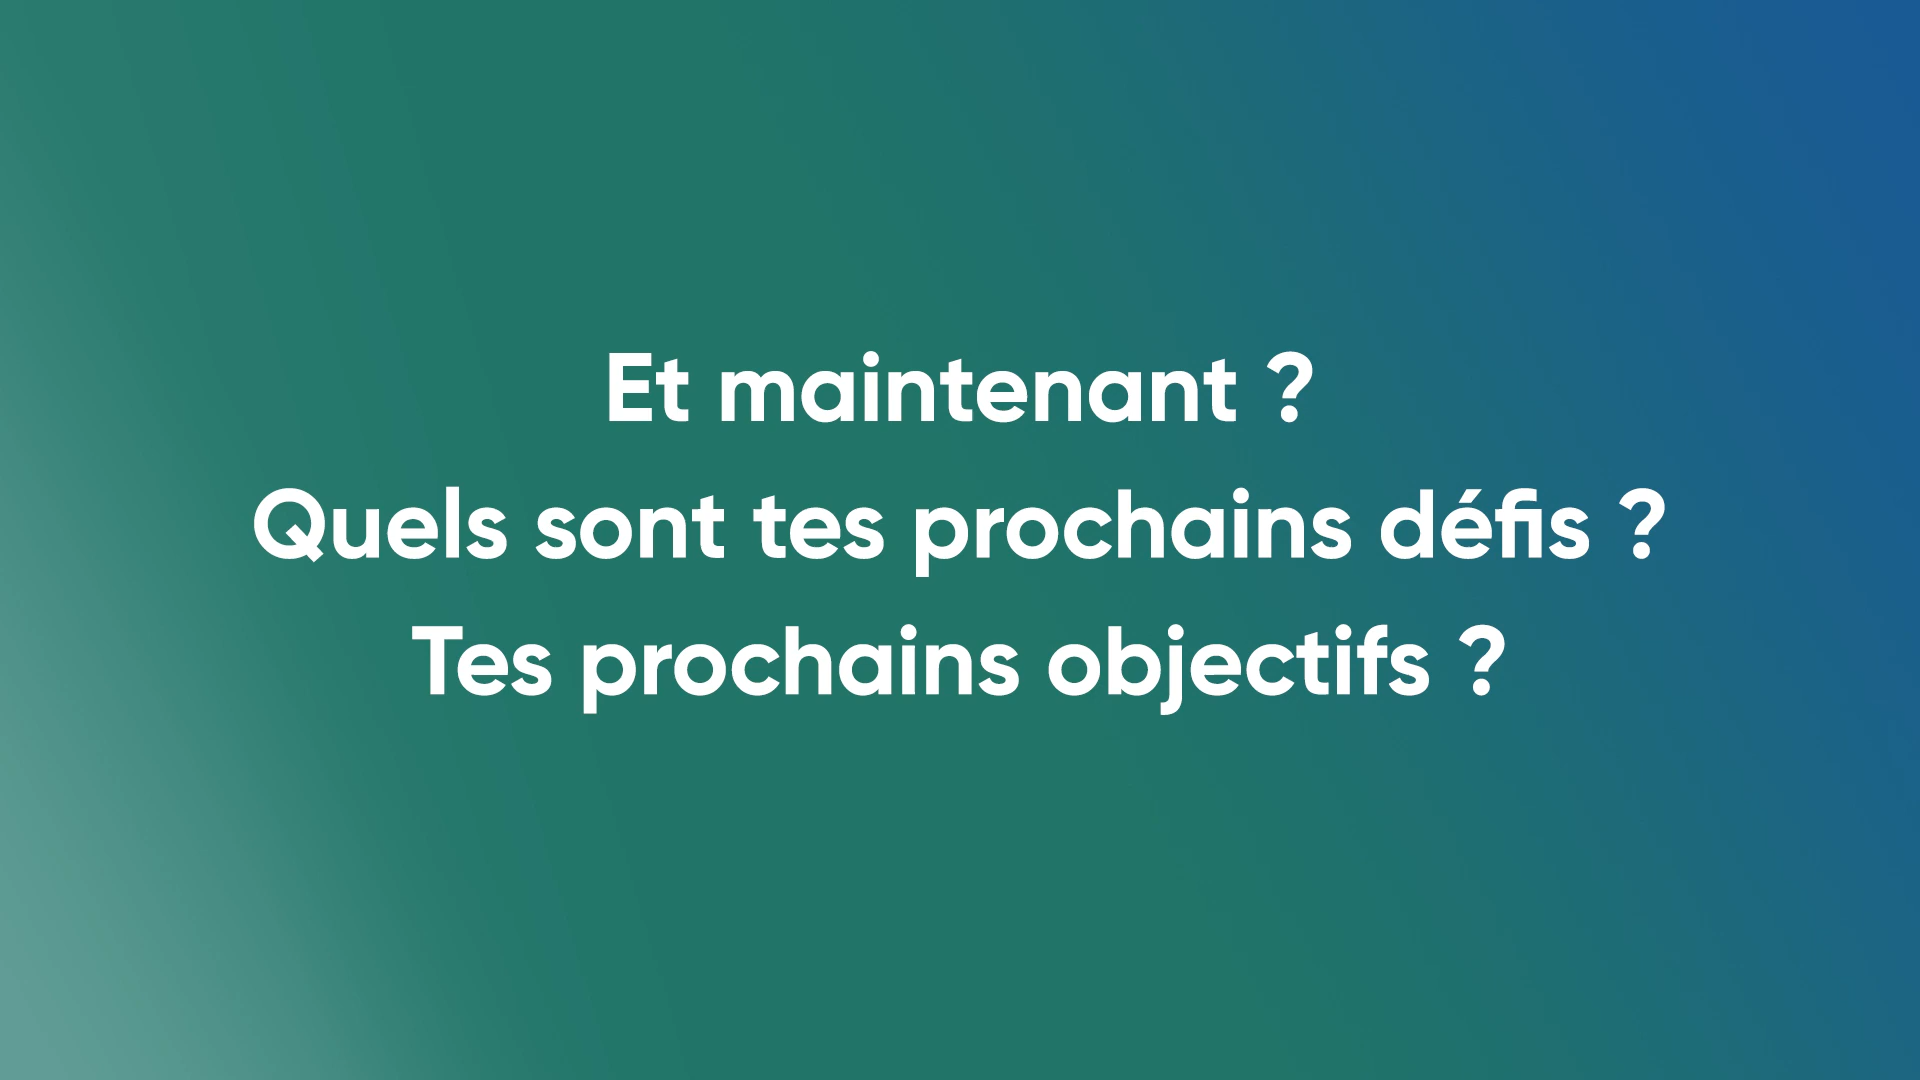 Et maintenant ?
Quels sont tes prochains défis ?
Tes prochains objectifs ?